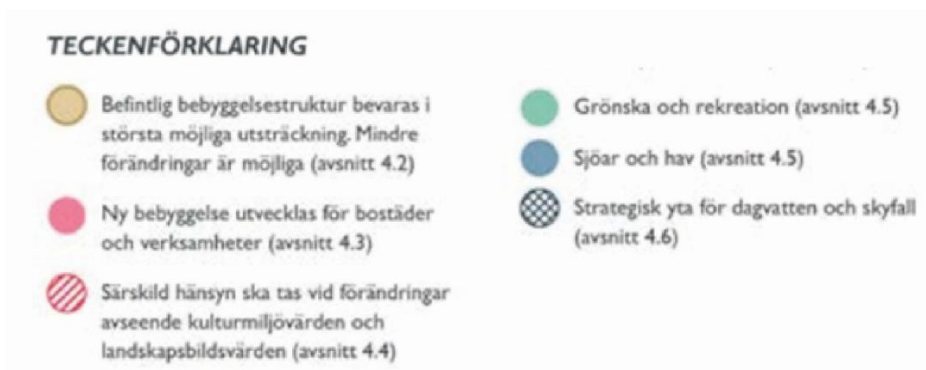 TECKENFÖRKLARING
Befintlig bebyggelsestruktur bevaras i
största möjliga utsträckning. Mindre
förändringar är möjliga (avsnitt 4.2)
Ny bebyggelse utvecklas för bostäder
och verksamheter (avsnitt 4.3)
Särskild hänsyn ska tas vid förändringar
avseende kulturmiljövärden och
landskapsbildsvärden (avsnitt 4.4)
Grönska och rekreation (avsnitt 4.5)
Sjöar och hav (avsnitt 4.5)
Strategisk yta för dagvatten och skyfall
(avsnitt 4.6)